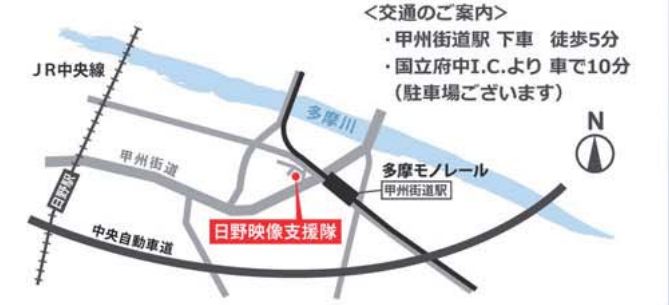 ＜交通のご案内＞
・甲州街道駅 下車　徒歩5分
・国立府中I.C.より 車で10分
（駐車場ございます）
JR中央線
多摩川
N
甲州街道
多摩モノレール
甲州街道駅
日野駅
日野映像支援隊
中央自動車道